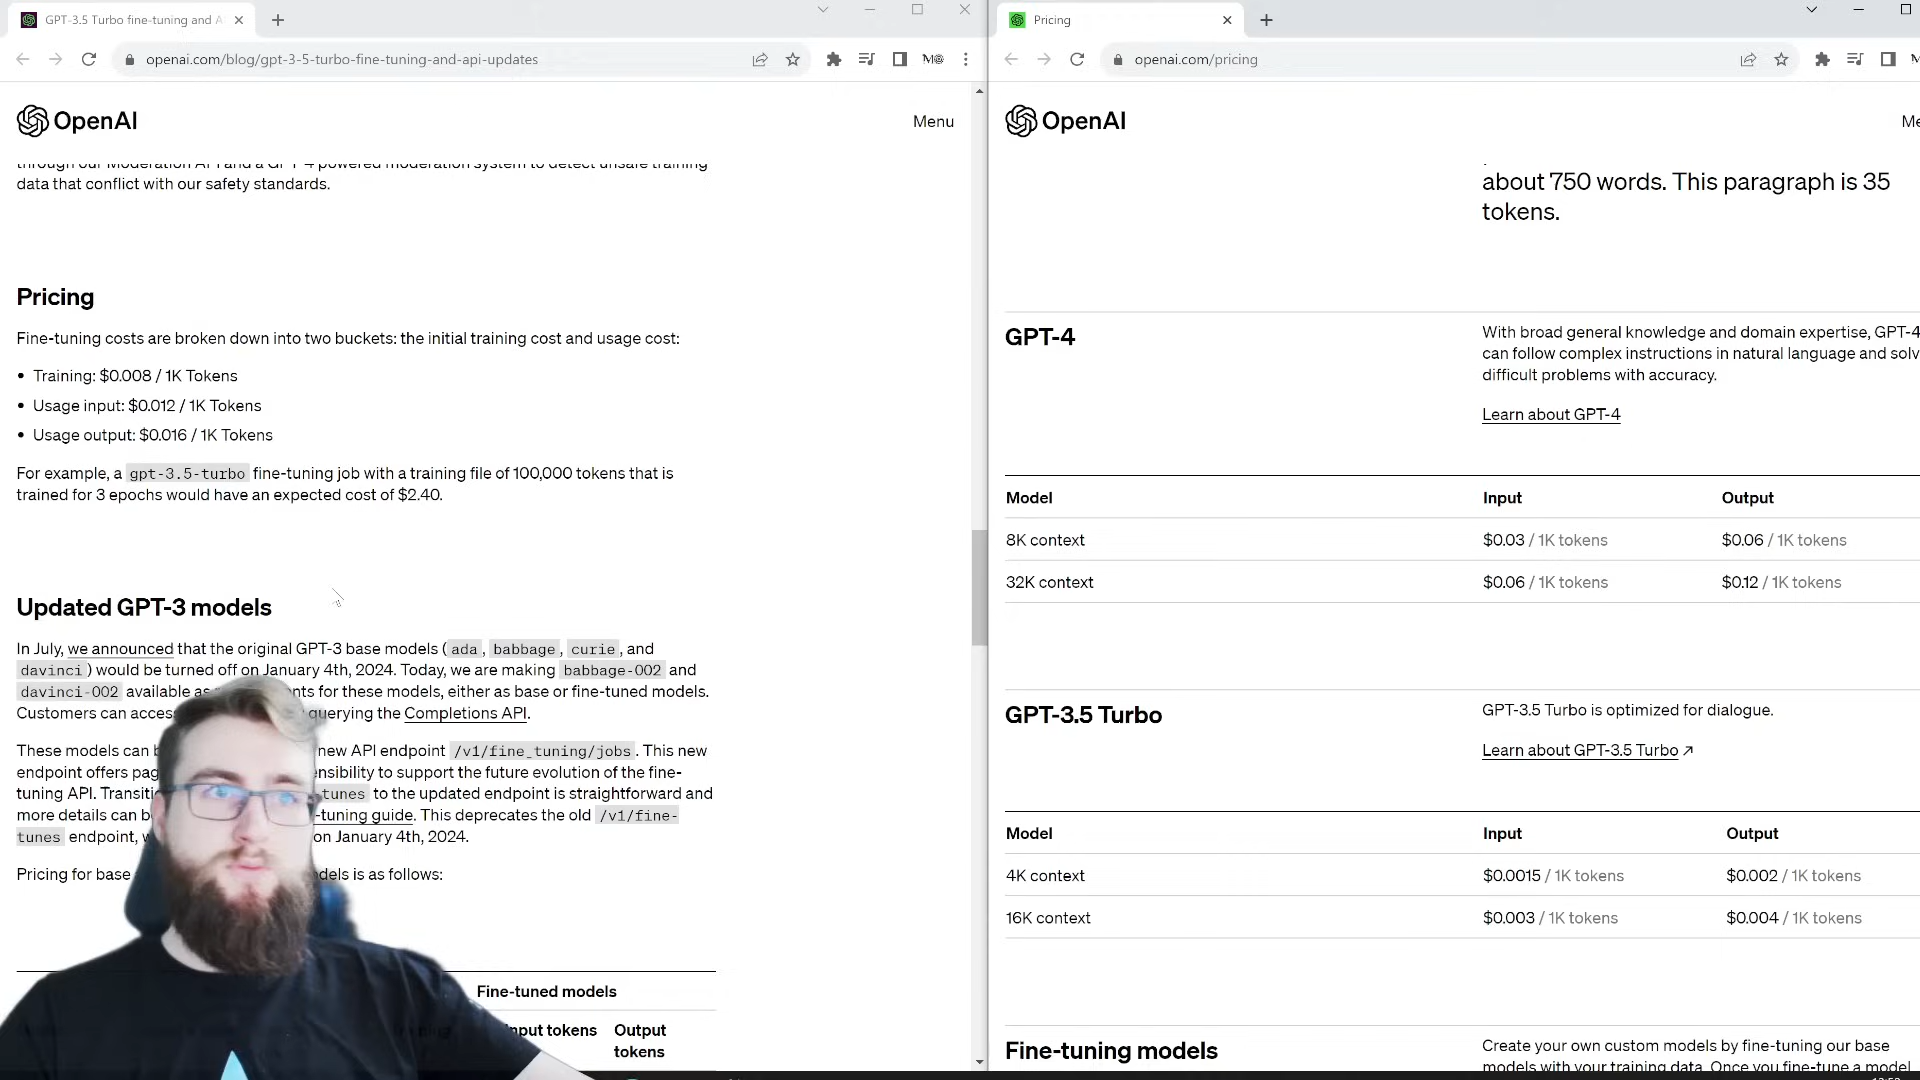 GPT-3.5 Turbo fine-tuning and A
openai.com/blog/gpt-3-5-turbo-fine-tuning-and-api-updates
OpenAI
Menu
data that conflict with our safety standards.
Pricing
Fine-tuning costs are broken down into two buckets: the initial training cost and usage cost:
• Training: $0.008 / 1K Tokens
• Usage input: $0.012 / 1K Tokens
• Usage output: $0.016 / 1K Tokens
For example, a gpt-3.5-turbo fine-tuning job with a training file of 100,000 tokens that is
trained for 3 epochs would have an expected cost of $2.40.
Updated GPT-3 models
In July, we announced that the original GPT-3 base models (ada, babbage, curie, and
davinci) would be turned off on January 4th, 2024. Today, we are making babbage-002 and
davinci-002 available as nts for these models, either as base or fine-tuned models.
Customers can access querying the Completions API.
These models can b new API endpoint /v1/fine_tuning/jobs. This new
endpoint offers pag ensibility to support the future evolution of the fine-
tuning API. Transiti tunes to the updated endpoint is straightforward and
more details can b -tuning guide. This deprecates the old /v1/fine-
tunes endpoint, w on January 4th, 2024.
Pricing for base dels is as follows:
Fine-tuned models
nput tokens Output
tokens
Pricing
openai.com/pricing
OpenAI
Me
about 750 words. This paragraph is 35
tokens.
GPT-4
With broad general knowledge and domain expertise, GPT-4
can follow complex instructions in natural language and solv
difficult problems with accuracy.
Learn about GPT-4
Model Input Output
8K context $0.03 / 1K tokens $0.06 / 1K tokens
32K context $0.06 / 1K tokens $0.12 / 1K tokens
GPT-3.5 Turbo
GPT-3.5 Turbo is optimized for dialogue.
Learn about GPT-3.5 Turbo ↗
Model Input Output
4K context $0.0015 / 1K tokens $0.002 / 1K tokens
16K context $0.003 / 1K tokens $0.004 / 1K tokens
Fine-tuning models
Create your own custom models by fine-tuning our base
models with your training data. Once you fine-tune a model